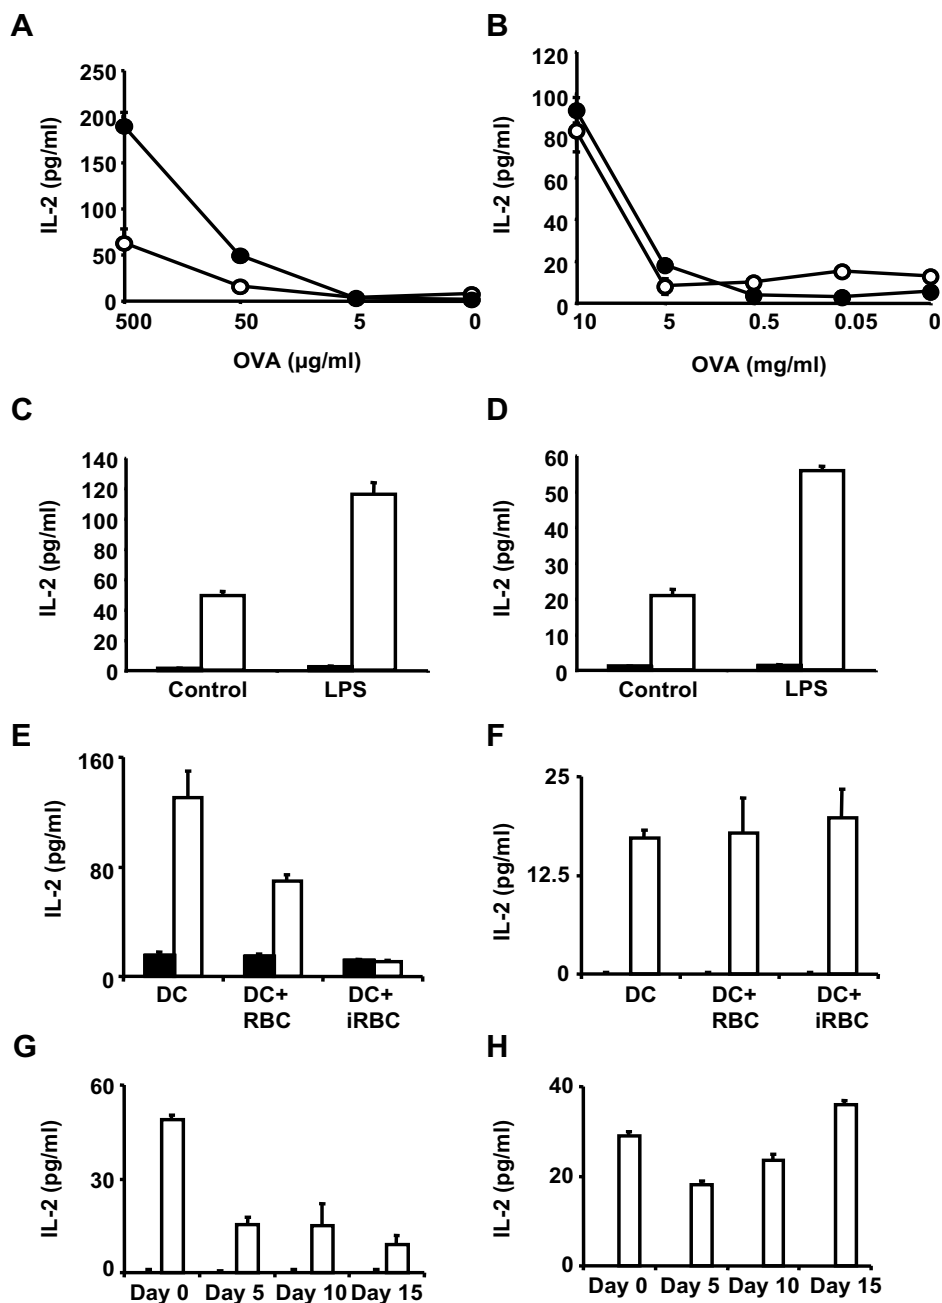 A
IL-2 (pg/ml)
250
200
150
100
50
0
500 50 5 0
OVA (µg/ml)
B
IL-2 (pg/ml)
120
100
80
60
40
20
0
10 5 0.5 0.05 0
OVA (mg/ml)
C
IL-2 (pg/ml)
140
120
100
80
60
40
20
0
Control LPS
D
IL-2 (pg/ml)
60
50
40
30
20
10
0
Control LPS
E
IL-2 (pg/ml)
160
80
0
DC DC+ DC+
RBC iRBC
F
IL-2 (pg/ml)
25
12.5
0
DC DC+ DC+
RBC iRBC
G
IL-2 (pg/ml)
60
30
0
Day 0 Day 5 Day 10 Day 15
H
IL-2 (pg/ml)
40
20
0
Day 0 Day 5 Day 10 Day 15